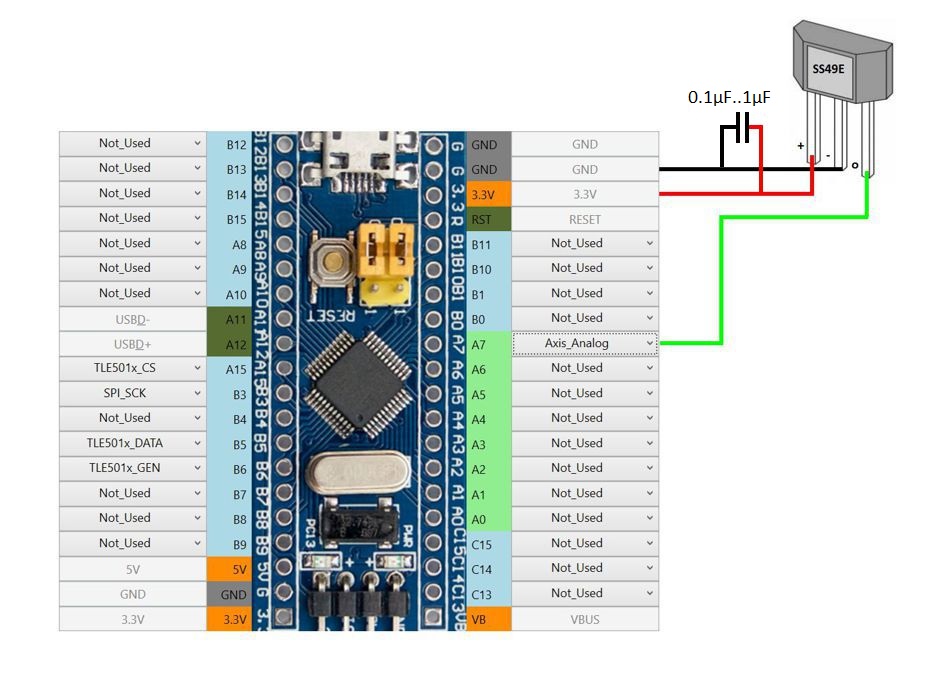 SS49E
0.1µF..1µF
+
-
o
Not_Used B12 GND GND
Not_Used B13 GND GND
Not_Used B14 3.3V 3.3V
Not_Used B15 RST RESET
Not_Used A8 B11 Not_Used
Not_Used A9 B10 Not_Used
Not_Used A10 B1 Not_Used
USBD- A11 B0 Not_Used
USBD+ A12 A7 Axis_Analog
TLE501x_CS A15 A6 Not_Used
SPI_SCK B3 A5 Not_Used
Not_Used B4 A4 Not_Used
TLE501x_DATA B5 A3 Not_Used
TLE501x_GEN B6 A2 Not_Used
Not_Used B7 A1 Not_Used
Not_Used B8 A0 Not_Used
Not_Used B9 C15 Not_Used
5V 5V C14 Not_Used
GND GND C13 Not_Used
3.3V 3.3V VB VBUS
B12 B13 B14 B15 A8 A9 A10 A11 A12 A15 B3 B4 B5 B6 B7 B8 B9 5V G 3.
G G 3.3 R B11 B10 B1 B0 A7 A6 A5 A4 A3 A2 A1 A0 C15 C14 C13 VB
RESET
1 1
PC13
PWR
+ +